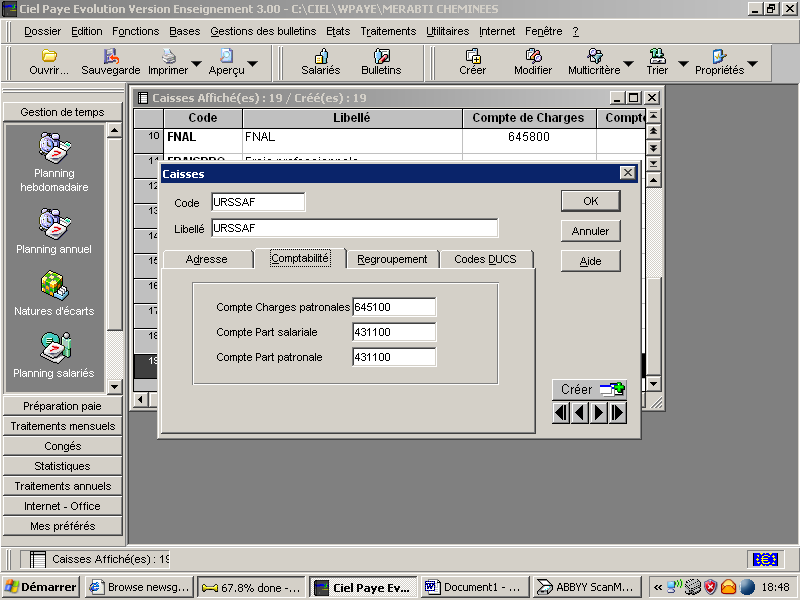 Ciel Paye Evolution Version Enseignement 3.00 - C:\CIEL\WPAYE\MERABTI CHEMINEES
Dossier Edition Fonctions Bases Gestions des bulletins Etats Traitements Utilitaires Internet Fenêtre ?
Ouvrir... Sauvegarde Imprimer Aperçu Salariés Bulletins Créer Modifier Multicritère Trier Propriétés
Gestion de temps
Planning hebdomadaire
Planning annuel
Natures d'écarts
Planning salariés
Préparation paie
Traitements mensuels
Congés
Statistiques
Traitements annuels
Internet - Office
Mes préférés
Caisses Affiché(es) : 19 / Créé(es) : 19
Code Libellé Compte de Charges Compte
10 FNAL FNAL 645800
11 FRAISPRO Frais professionnels
12
13
14
15
16
17
18
19
Caisses
Code URSSAF
Libellé URSSAF
OK
Annuler
Aide
Adresse Comptabilité Regroupement Codes DUCS
Compte Charges patronales 645100
Compte Part salariale 431100
Compte Part patronale 431100
Créer
Caisses Affiché(es) : 19
Démarrer Browse newsg... 67.8% done -... Ciel Paye Ev... Document1 - ... ABBYY ScanM... « 18:48